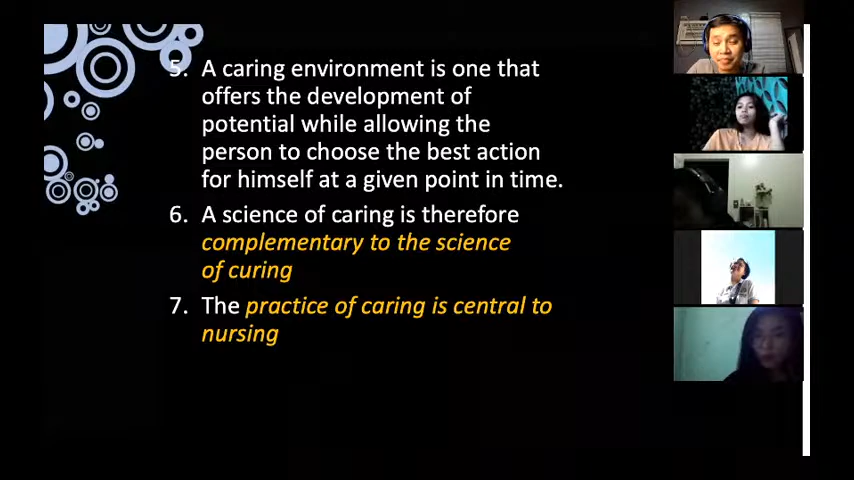 5. A caring environment is one that
offers the development of
potential while allowing the
person to choose the best action
for himself at a given point in time.
6. A science of caring is therefore
complementary to the science
of curing
7. The practice of caring is central to
nursing